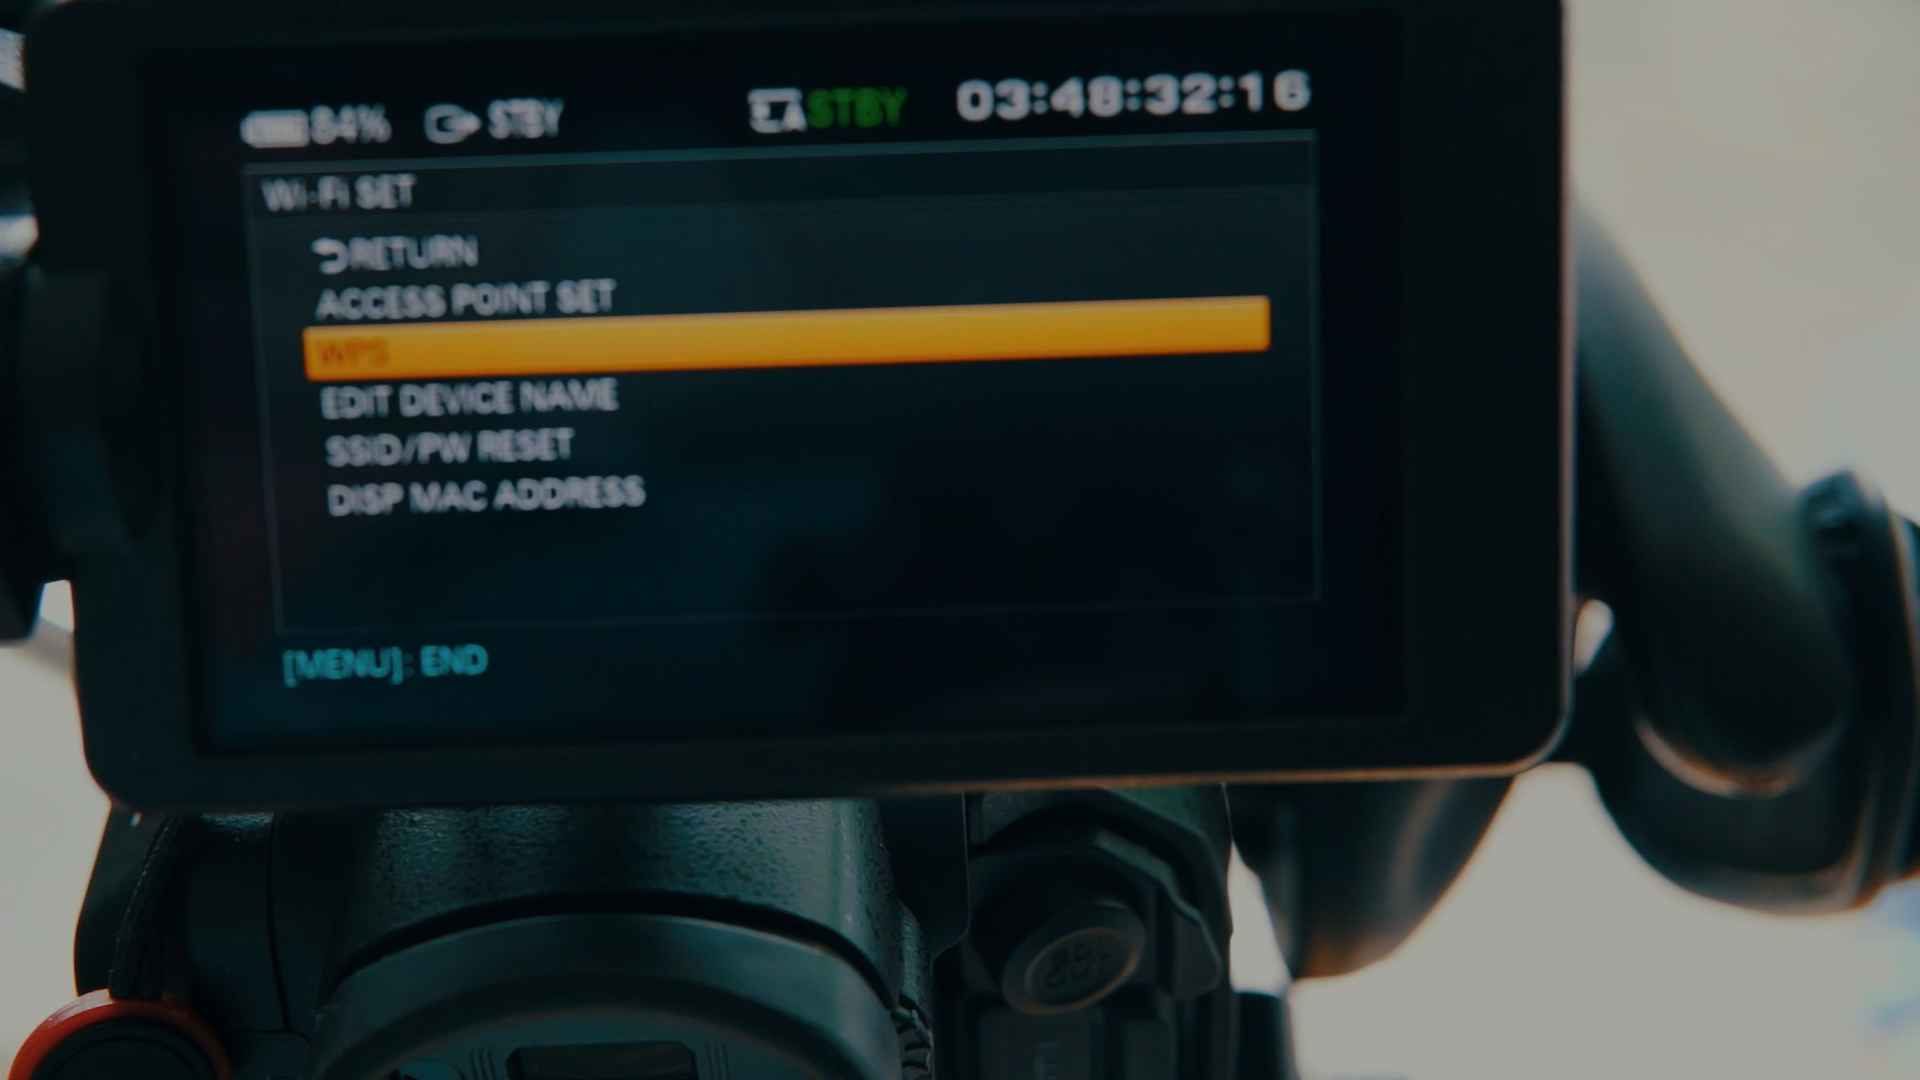 84% STBY STBY 03:48:32:16
Wi-Fi SET
RETURN
ACCESS POINT SET
WPS
EDIT DEVICE NAME
SSID/PW RESET
DISP MAC ADDRESS
[MENU]: END